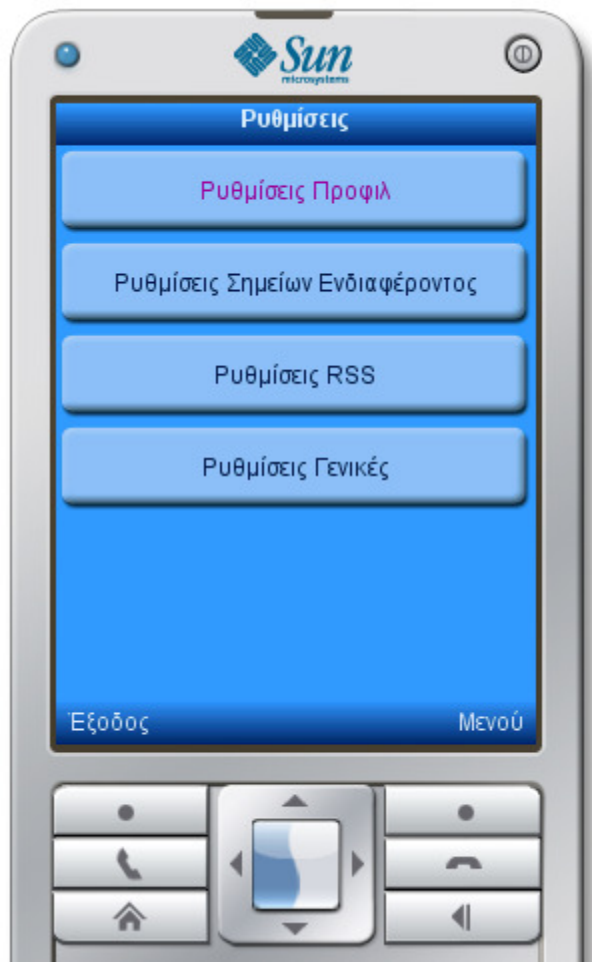 Sun
microsystems
Ρυθμίσεις
Ρυθμίσεις Προφιλ
Ρυθμίσεις Σημείων Ενδιαφέροντος
Ρυθμίσεις RSS
Ρυθμίσεις Γενικές
Έξοδος
Μενού